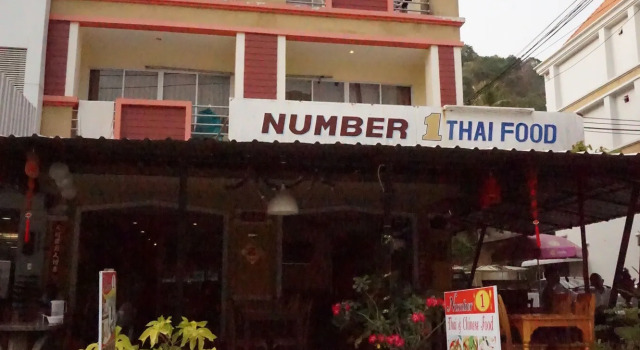 NUMBER 1 THAI FOOD
Number 1
Thai & Chinese Food